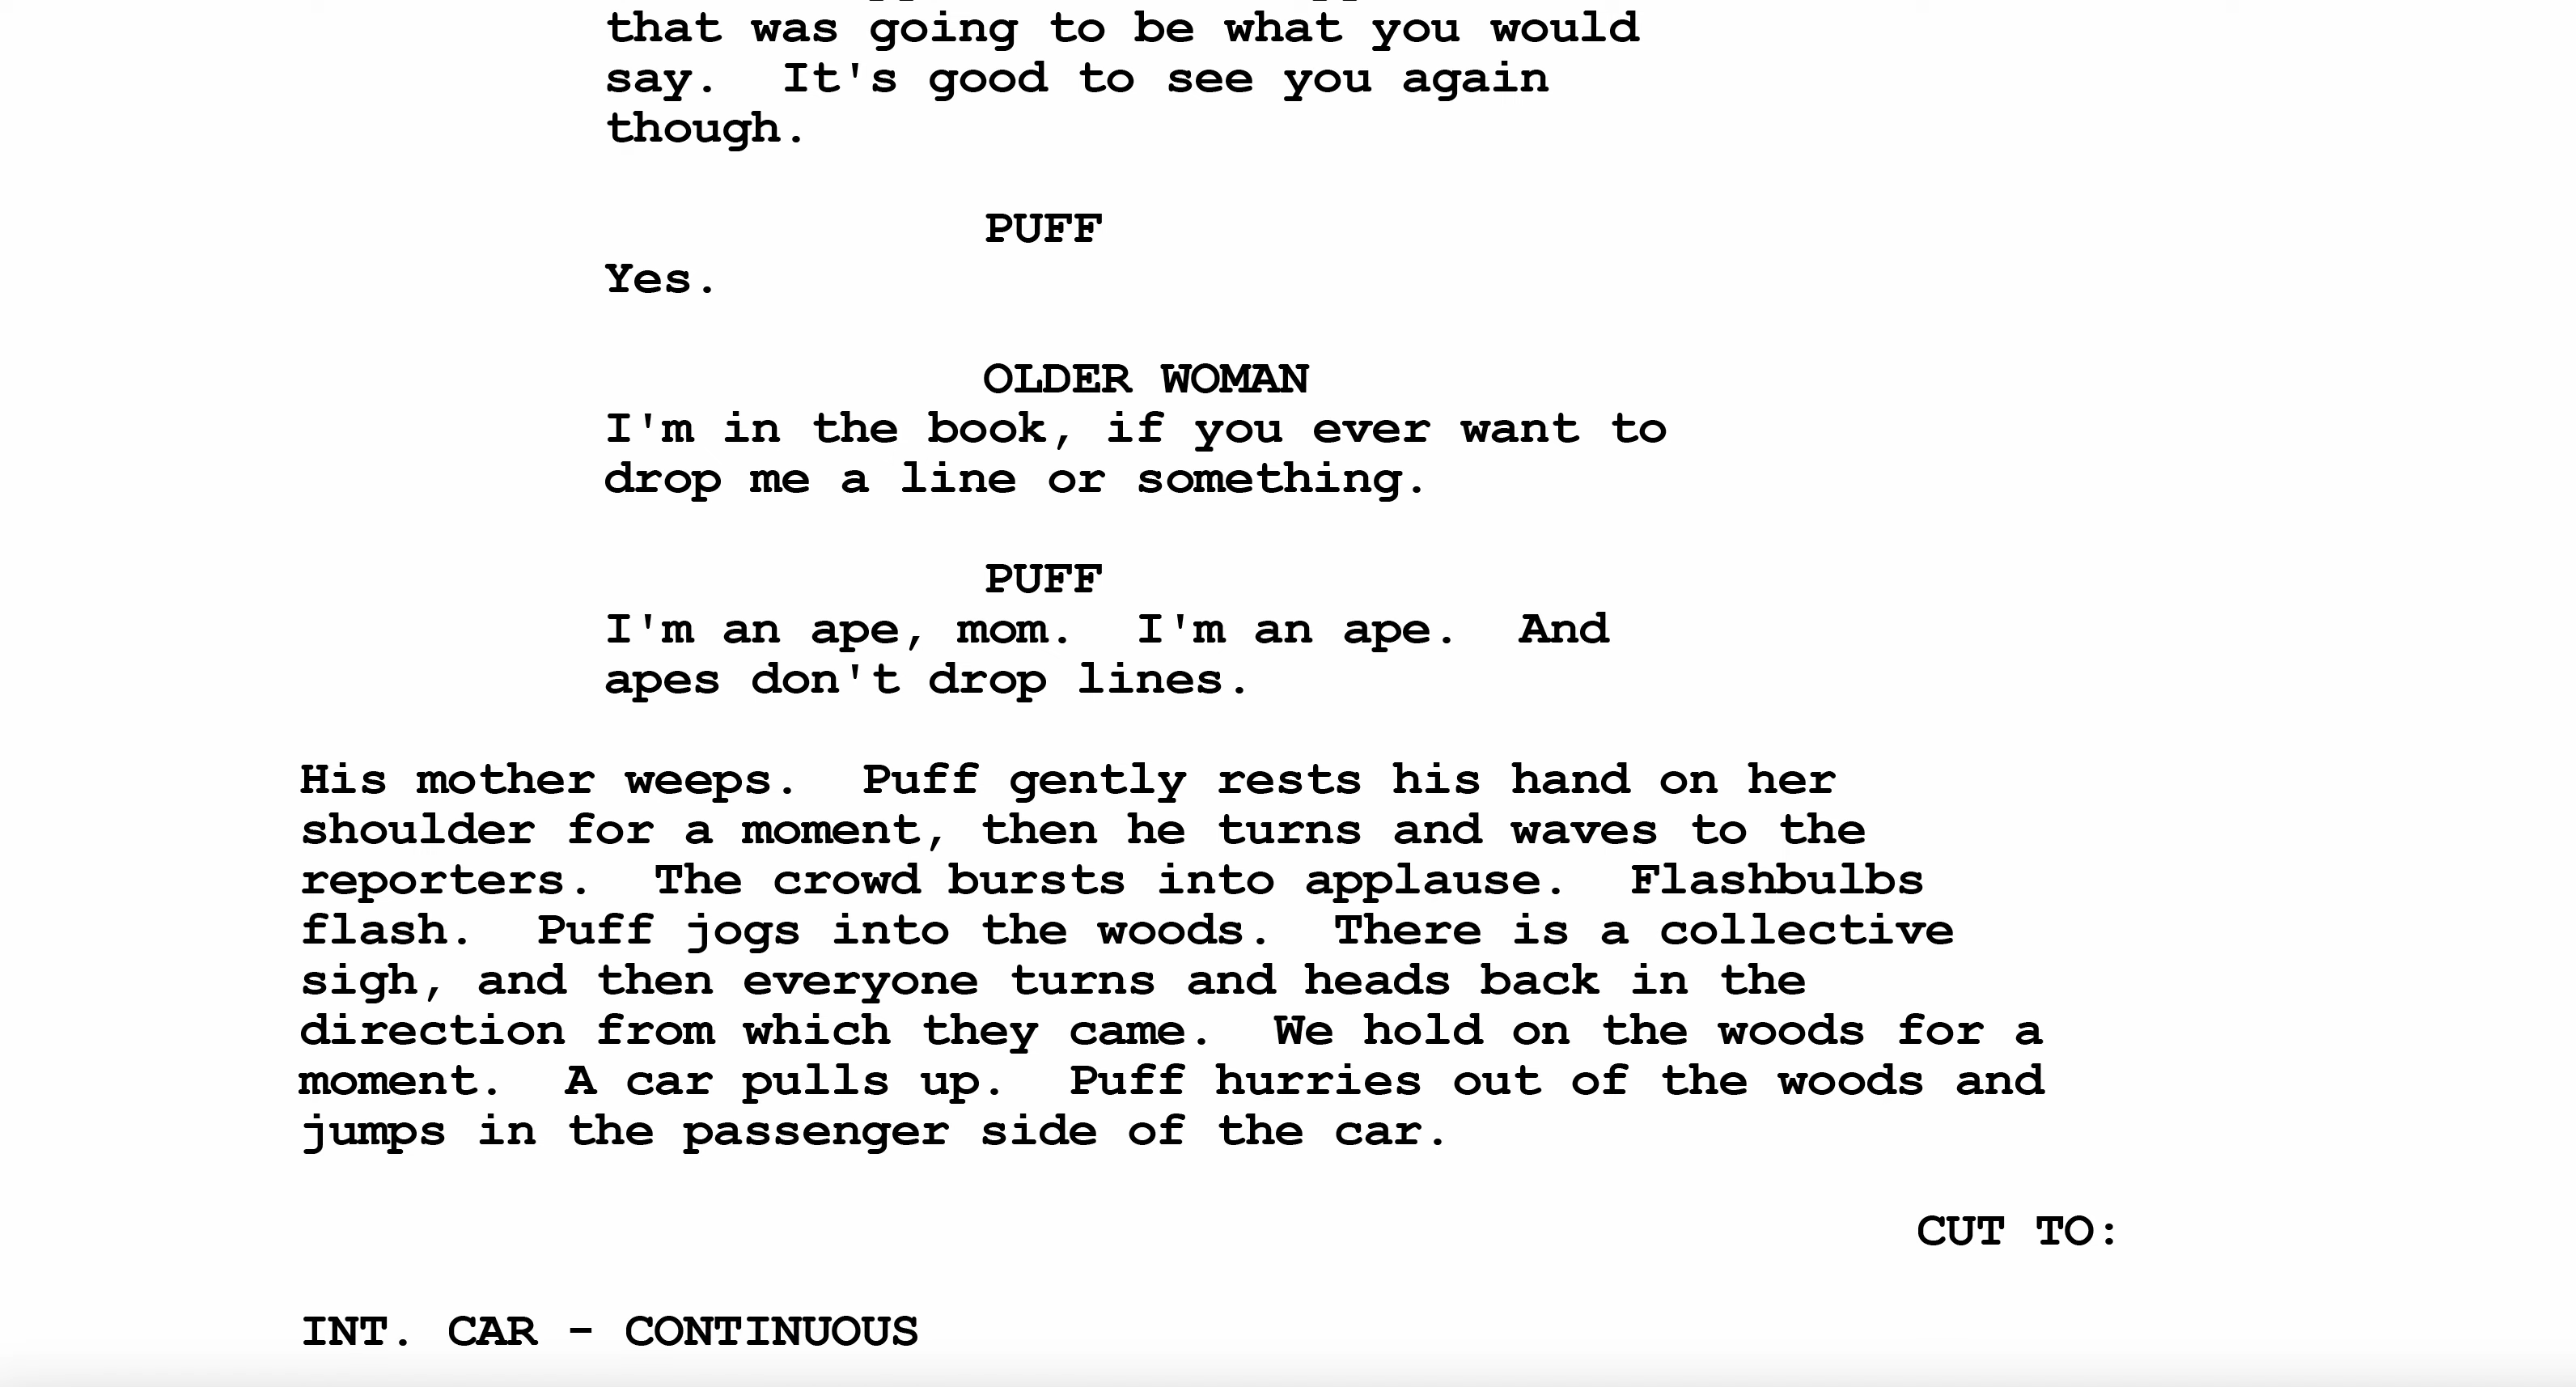 that was going to be what you would
say.  It's good to see you again
though.
PUFF
Yes.
OLDER WOMAN
I'm in the book, if you ever want to
drop me a line or something.
PUFF
I'm an ape, mom.  I'm an ape.  And
apes don't drop lines.
His mother weeps.  Puff gently rests his hand on her
shoulder for a moment, then he turns and waves to the
reporters.  The crowd bursts into applause.  Flashbulbs
flash.  Puff jogs into the woods.  There is a collective
sigh, and then everyone turns and heads back in the
direction from which they came.  We hold on the woods for a
moment.  A car pulls up.  Puff hurries out of the woods and
jumps in the passenger side of the car.
CUT TO:
INT. CAR - CONTINUOUS